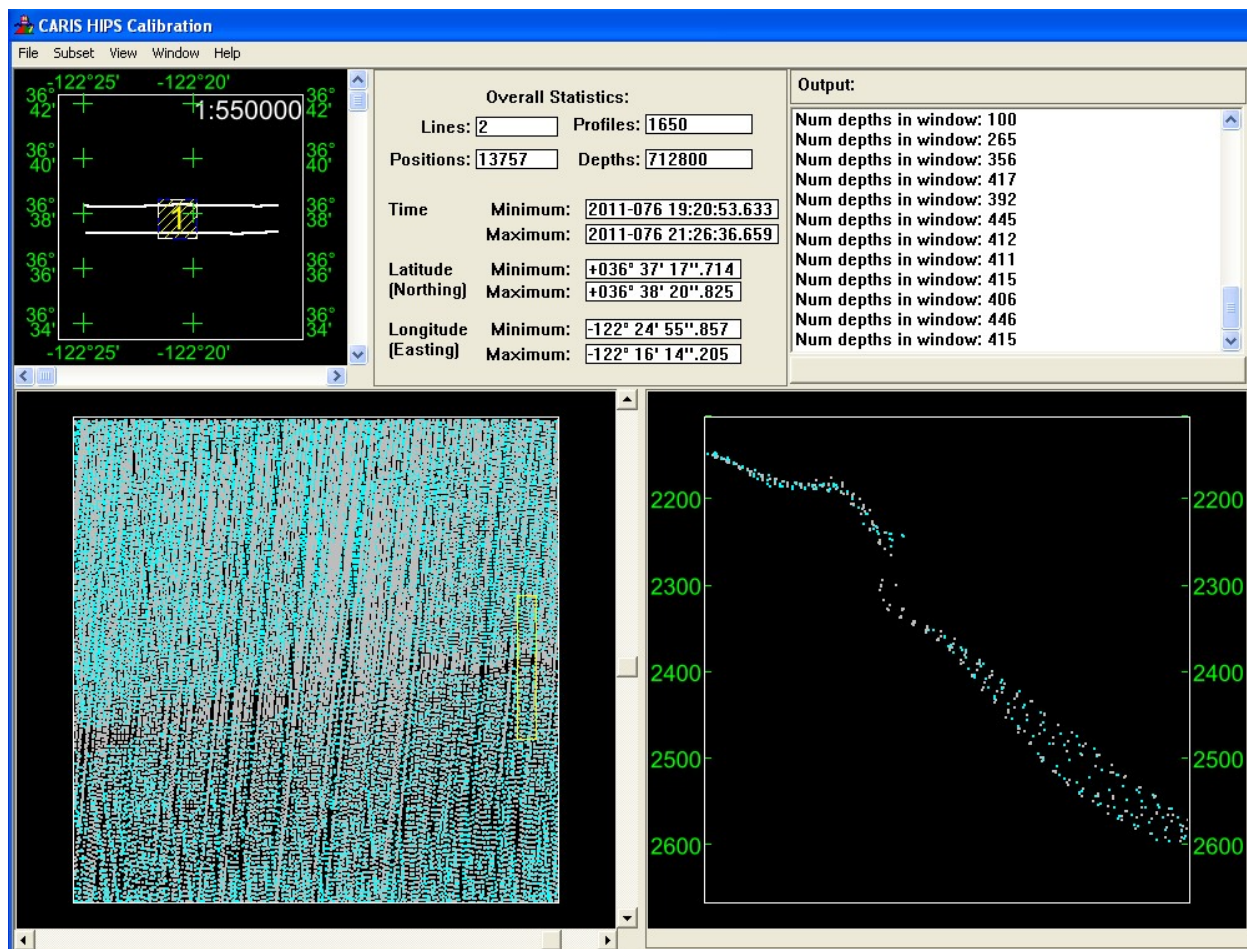 CARIS HIPS Calibration
File Subset View Window Help
-122°25' -122°20'
36° 42' 1:550000 36° 42'
36° 40' 36° 40'
36° 38' 1 36° 38'
36° 36' 36° 36'
36° 34' 36° 34'
-122°25' -122°20'
Overall Statistics:
Lines: 2 Profiles: 1650
Positions: 13757 Depths: 712800
Time Minimum: 2011-076 19:20:53.633
Maximum: 2011-076 21:26:36.659
Latitude Minimum: +036° 37' 17".714
(Northing) Maximum: +036° 38' 20".825
Longitude Minimum: -122° 24' 55".857
(Easting) Maximum: -122° 16' 14".205
Output:
Num depths in window: 100
Num depths in window: 265
Num depths in window: 356
Num depths in window: 417
Num depths in window: 392
Num depths in window: 445
Num depths in window: 412
Num depths in window: 411
Num depths in window: 415
Num depths in window: 406
Num depths in window: 446
Num depths in window: 415
2200 2200
2300 2300
2400 2400
2500 2500
2600 2600